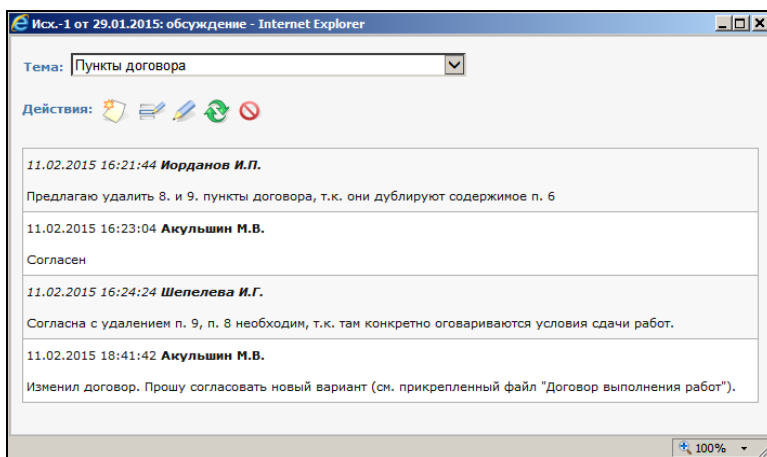 Исх.-1 от 29.01.2015: обсуждение - Internet Explorer
Тема: Пункты договора
Действия:
11.02.2015 16:21:44 Иорданов И.П.
Предлагаю удалить 8. и 9. пункты договора, т.к. они дублируют содержимое п. 6
11.02.2015 16:23:04 Акульшин М.В.
Согласен
11.02.2015 16:24:24 Шепелева И.Г.
Согласна с удалением п. 9, п. 8 необходим, т.к. там конкретно оговариваются условия сдачи работ.
11.02.2015 18:41:42 Акульшин М.В.
Изменил договор. Прошу согласовать новый вариант (см. прикрепленный файл "Договор выполнения работ").
100%